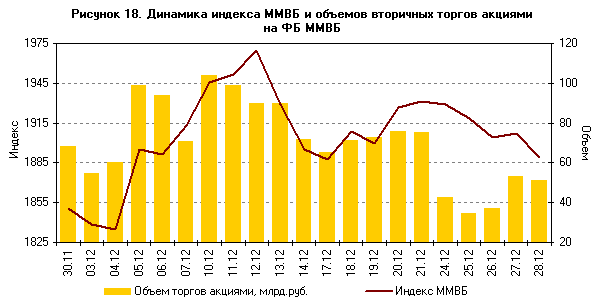 Рисунок 18. Динамика индекса ММВБ и объемов вторичных торгов акциями
на ФБ ММВБ
1975 120
1945 100
1915 80
1885 60
1855 40
1825 20
Индекс
Объем
30.11 03.12 04.12 05.12 06.12 07.12 10.12 11.12 12.12 13.12 14.12 17.12 18.12 19.12 20.12 21.12 24.12 25.12 26.12 27.12 28.12
Объем торгов акциями, млрд.руб. Индекс ММВБ